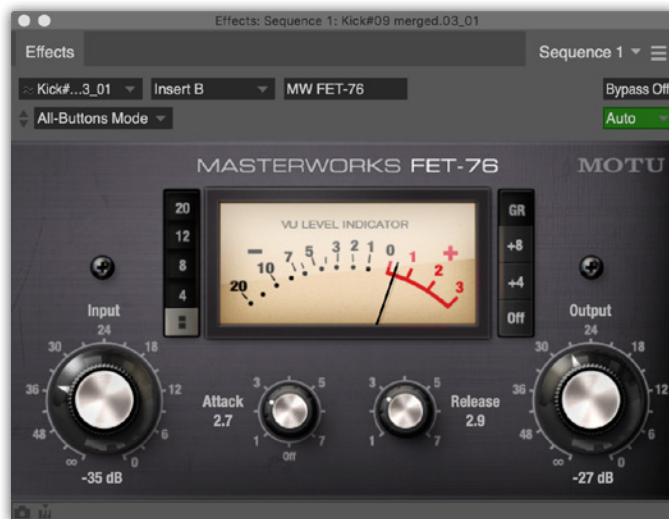 Effects: Sequence 1: Kick#09 merged.03_01
Effects
Sequence 1
Kick#...3_01
Insert B
MW FET-76
Bypass Off
All-Buttons Mode
Auto
MASTERWORKS FET-76
MOTU
20
12
8
4
VU LEVEL INDICATOR
- +
20 10 7 5 3 2 1 0 1 2 3
GR
+8
+4
Off
Input
24
30 18
36 12
48 6
∞ 0
-35 dB
Attack
2.7
3 5
1 7
Off
Release
2.9
3 5
1 7
Output
24
30 18
36 12
48 6
∞ 0
-27 dB